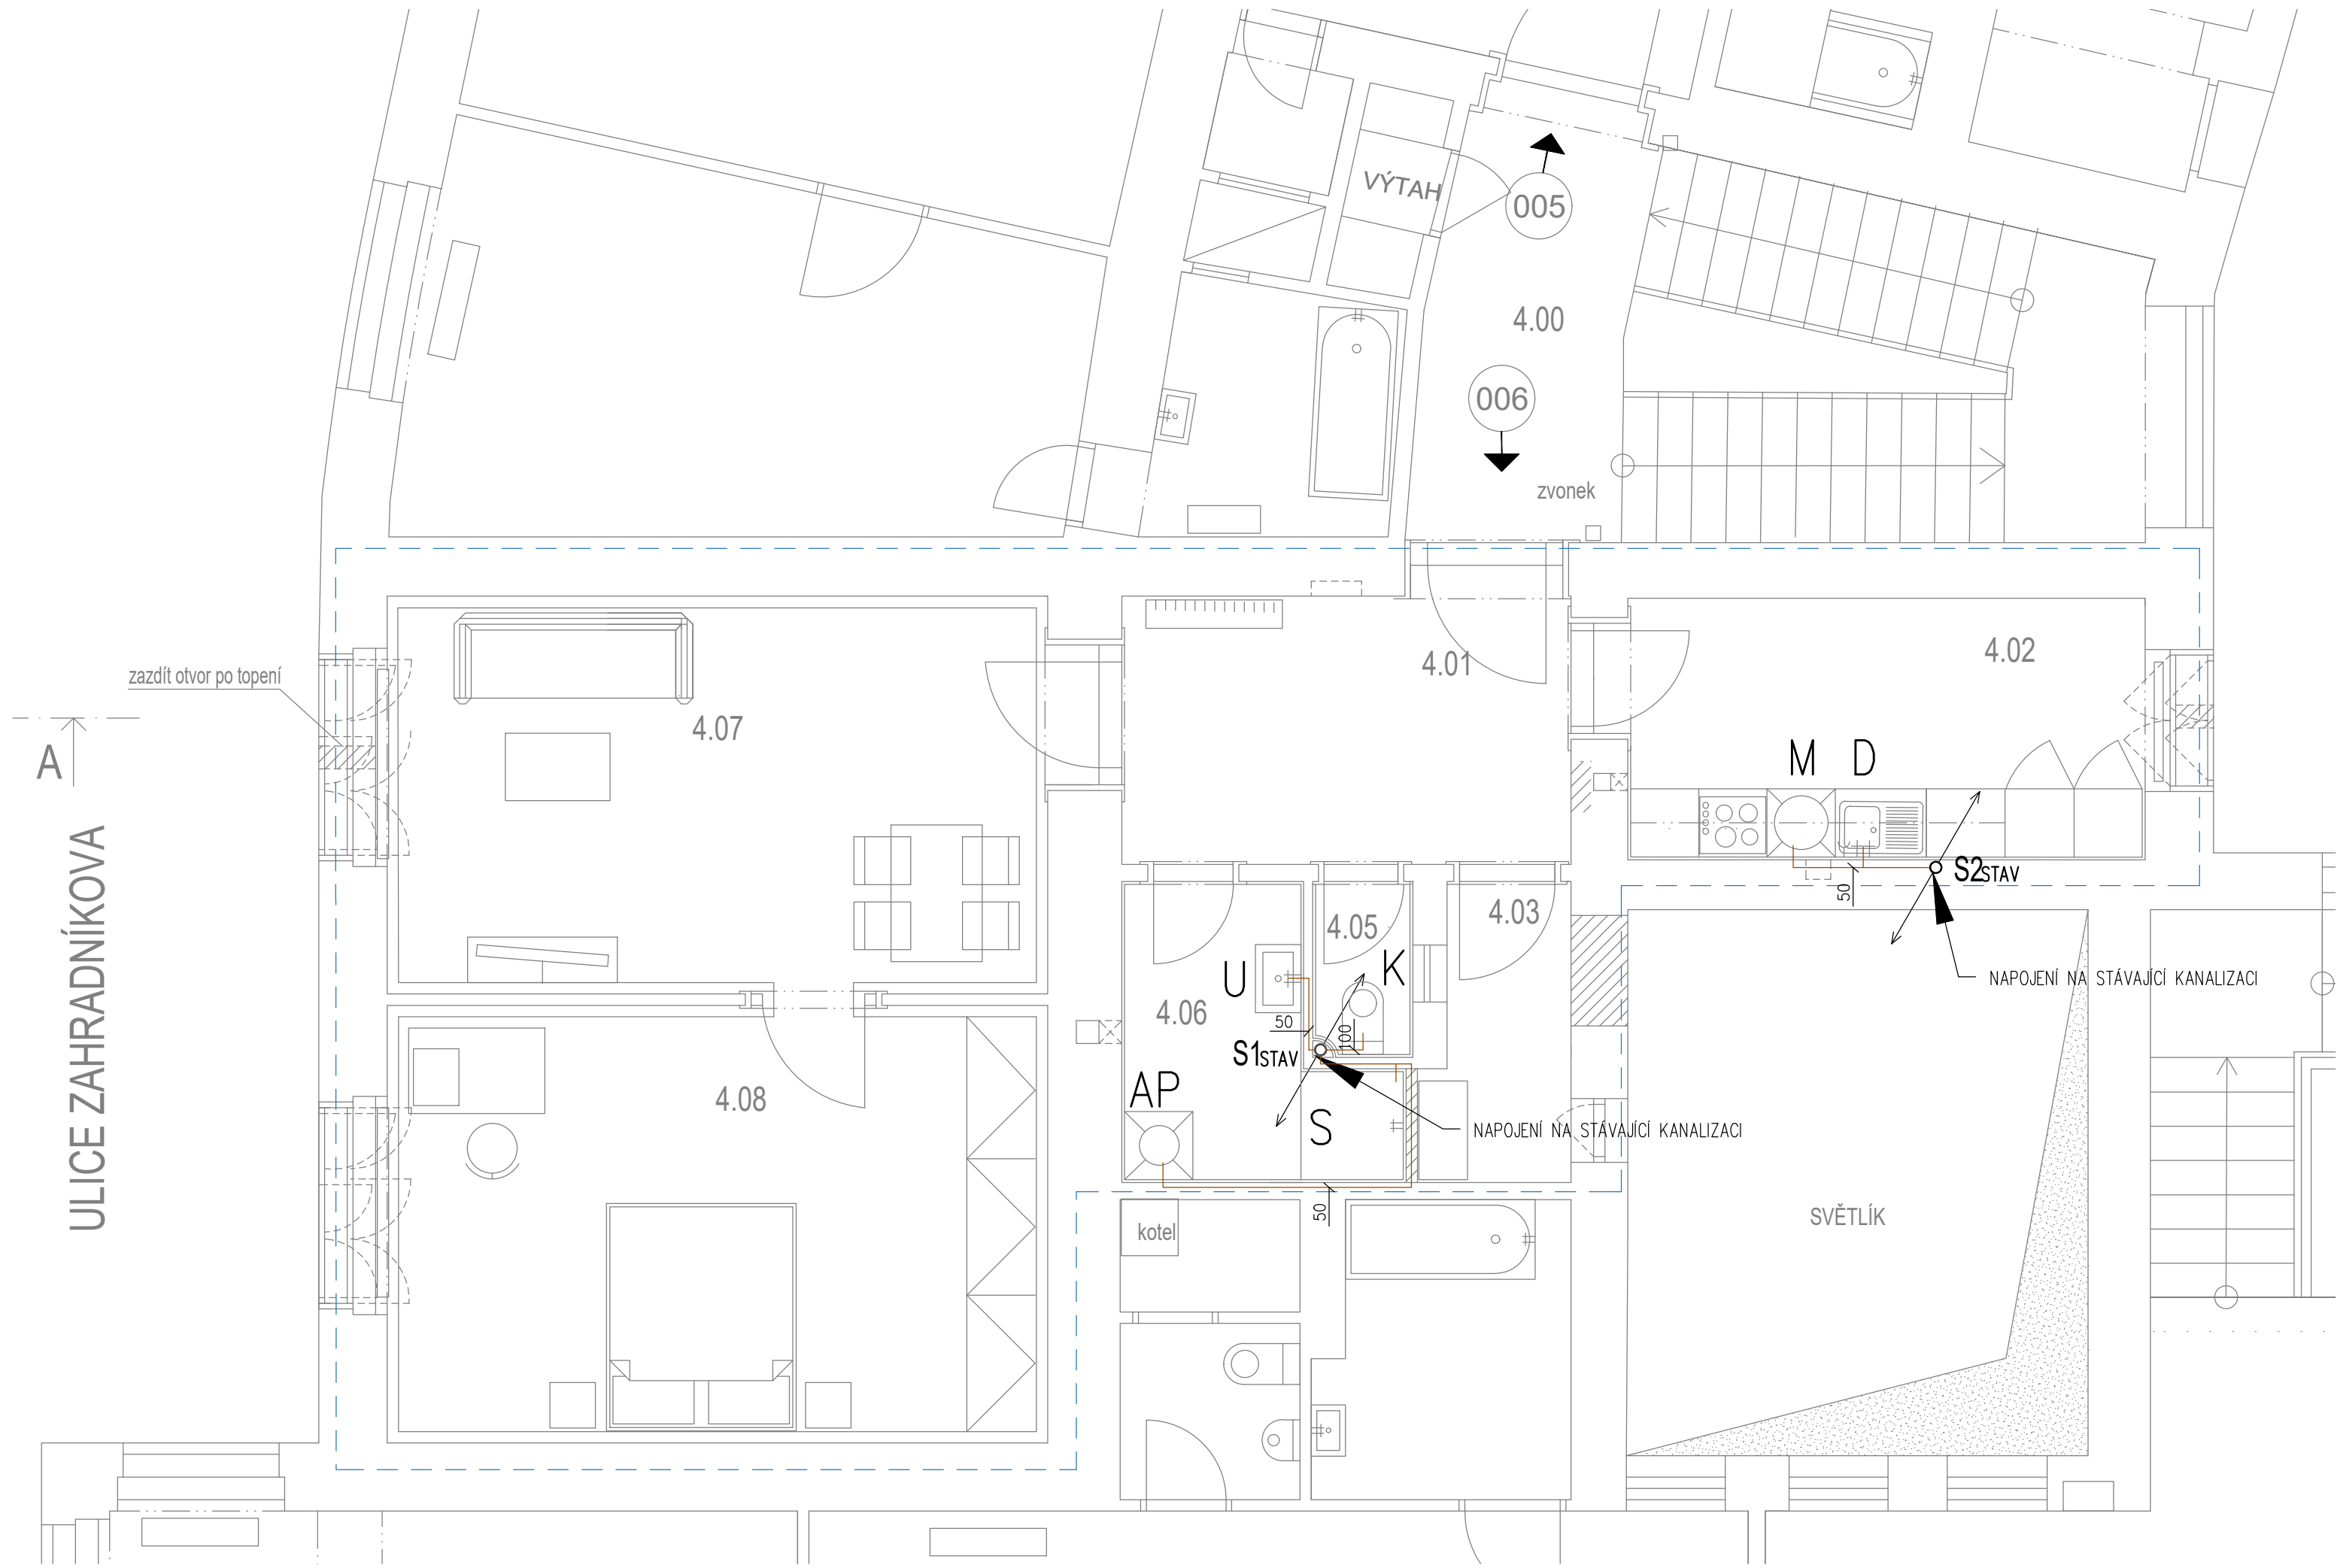 VÝTAH
005
4.00
006
zvonek
zazdít otvor po topení
A
ULICE ZAHRADNÍKOVA
4.07
4.01
4.02
M D
S2STAV
50
NAPOJENÍ NA STÁVAJÍCÍ KANALIZACI
4.03
4.05
K
U
4.06
50
100
S1STAV
AP
S
NAPOJENÍ NA STÁVAJÍCÍ KANALIZACI
4.08
50
kotel
SVĚTLÍK